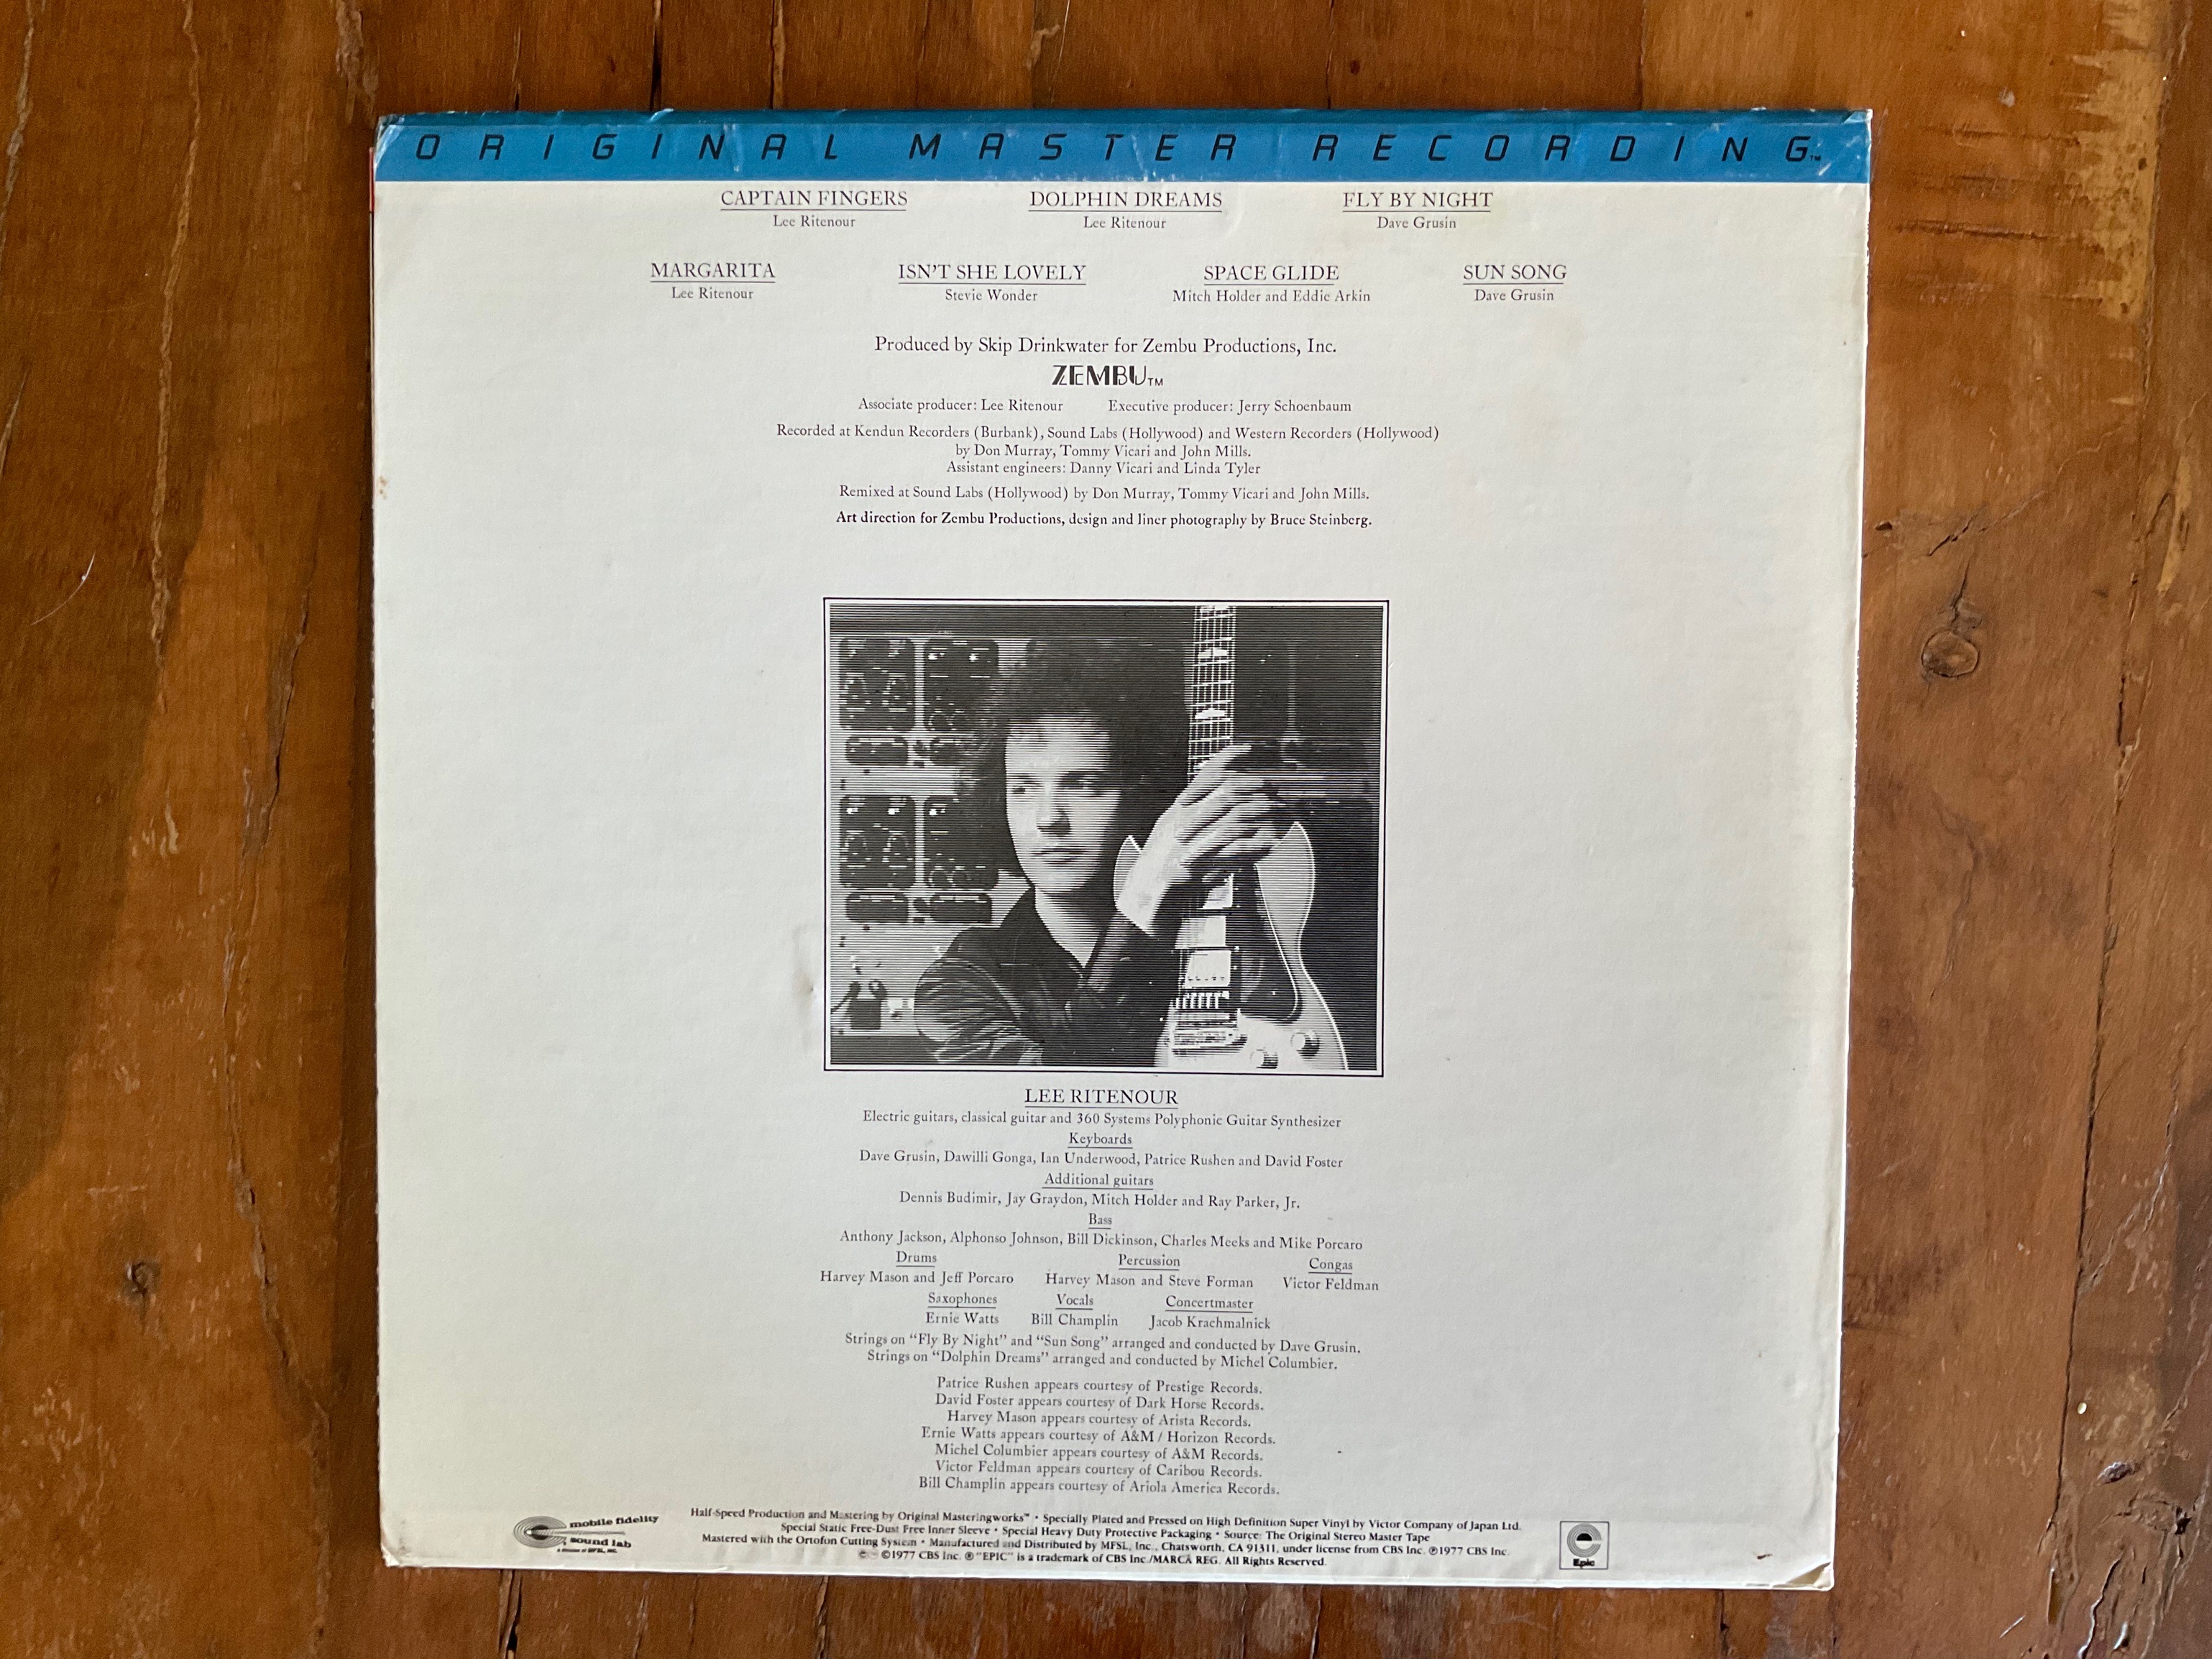 ORIGINAL MASTER RECORDING™
CAPTAIN FINGERS DOLPHIN DREAMS FLY BY NIGHT
Lee Ritenour Lee Ritenour Dave Grusin
MARGARITA ISN'T SHE LOVELY SPACE GLIDE SUN SONG
Lee Ritenour Stevie Wonder Mitch Holder and Eddie Arkin Dave Grusin
Produced by Skip Drinkwater for Zembu Productions, Inc.
ZEMBU™
Associate producer: Lee Ritenour Executive producer: Jerry Schoenbaum
Recorded at Kendun Recorders (Burbank), Sound Labs (Hollywood) and Western Recorders (Hollywood)
by Don Murray, Tommy Vicari and John Mills.
Assistant engineers: Danny Vicari and Linda Tyler
Remixed at Sound Labs (Hollywood) by Don Murray, Tommy Vicari and John Mills.
Art direction for Zembu Productions, design and liner photography by Bruce Steinberg.
LEE RITENOUR
Electric guitars, classical guitar and 360 Systems Polyphonic Guitar Synthesizer
Keyboards
Dave Grusin, Dawilli Gonga, Ian Underwood, Patrice Rushen and David Foster
Additional guitars
Dennis Budimir, Jay Graydon, Mitch Holder and Ray Parker, Jr.
Bass
Anthony Jackson, Alphonso Johnson, Bill Dickinson, Charles Meeks and Mike Porcaro
Drums Percussion Congas
Harvey Mason and Jeff Porcaro Harvey Mason and Steve Forman Victor Feldman
Saxophones Vocals Concertmaster
Ernie Watts Bill Champlin Jacob Krachmalnick
Strings on "Fly By Night" and "Sun Song" arranged and conducted by Dave Grusin.
Strings on "Dolphin Dreams" arranged and conducted by Michel Columbier.
Patrice Rushen appears courtesy of Prestige Records.
David Foster appears courtesy of Dark Horse Records.
Harvey Mason appears courtesy of Arista Records.
Ernie Watts appears courtesy of A&M / Horizon Records.
Michel Columbier appears courtesy of A&M Records.
Victor Feldman appears courtesy of Caribou Records.
Bill Champlin appears courtesy of Ariola America Records.
mobile fidelity
sound lab
Half-Speed Production and Mastering by Original Masteringworks™ • Specially Plated and Pressed on High Definition Super Vinyl by Victor Company of Japan Ltd.
Special Static Free-Dust Free Inner Sleeve • Special Heavy Duty Protective Packaging • Source: The Original Stereo Master Tape
Mastered with the Ortofon Cutting System • Manufactured and Distributed by MFSL, Inc., Chatsworth, CA 91311, under license from CBS Inc. ℗1977 CBS Inc.
©1977 CBS Inc. ® "EPIC" is a trademark of CBS Inc./MARCA REG. All Rights Reserved.
Epic